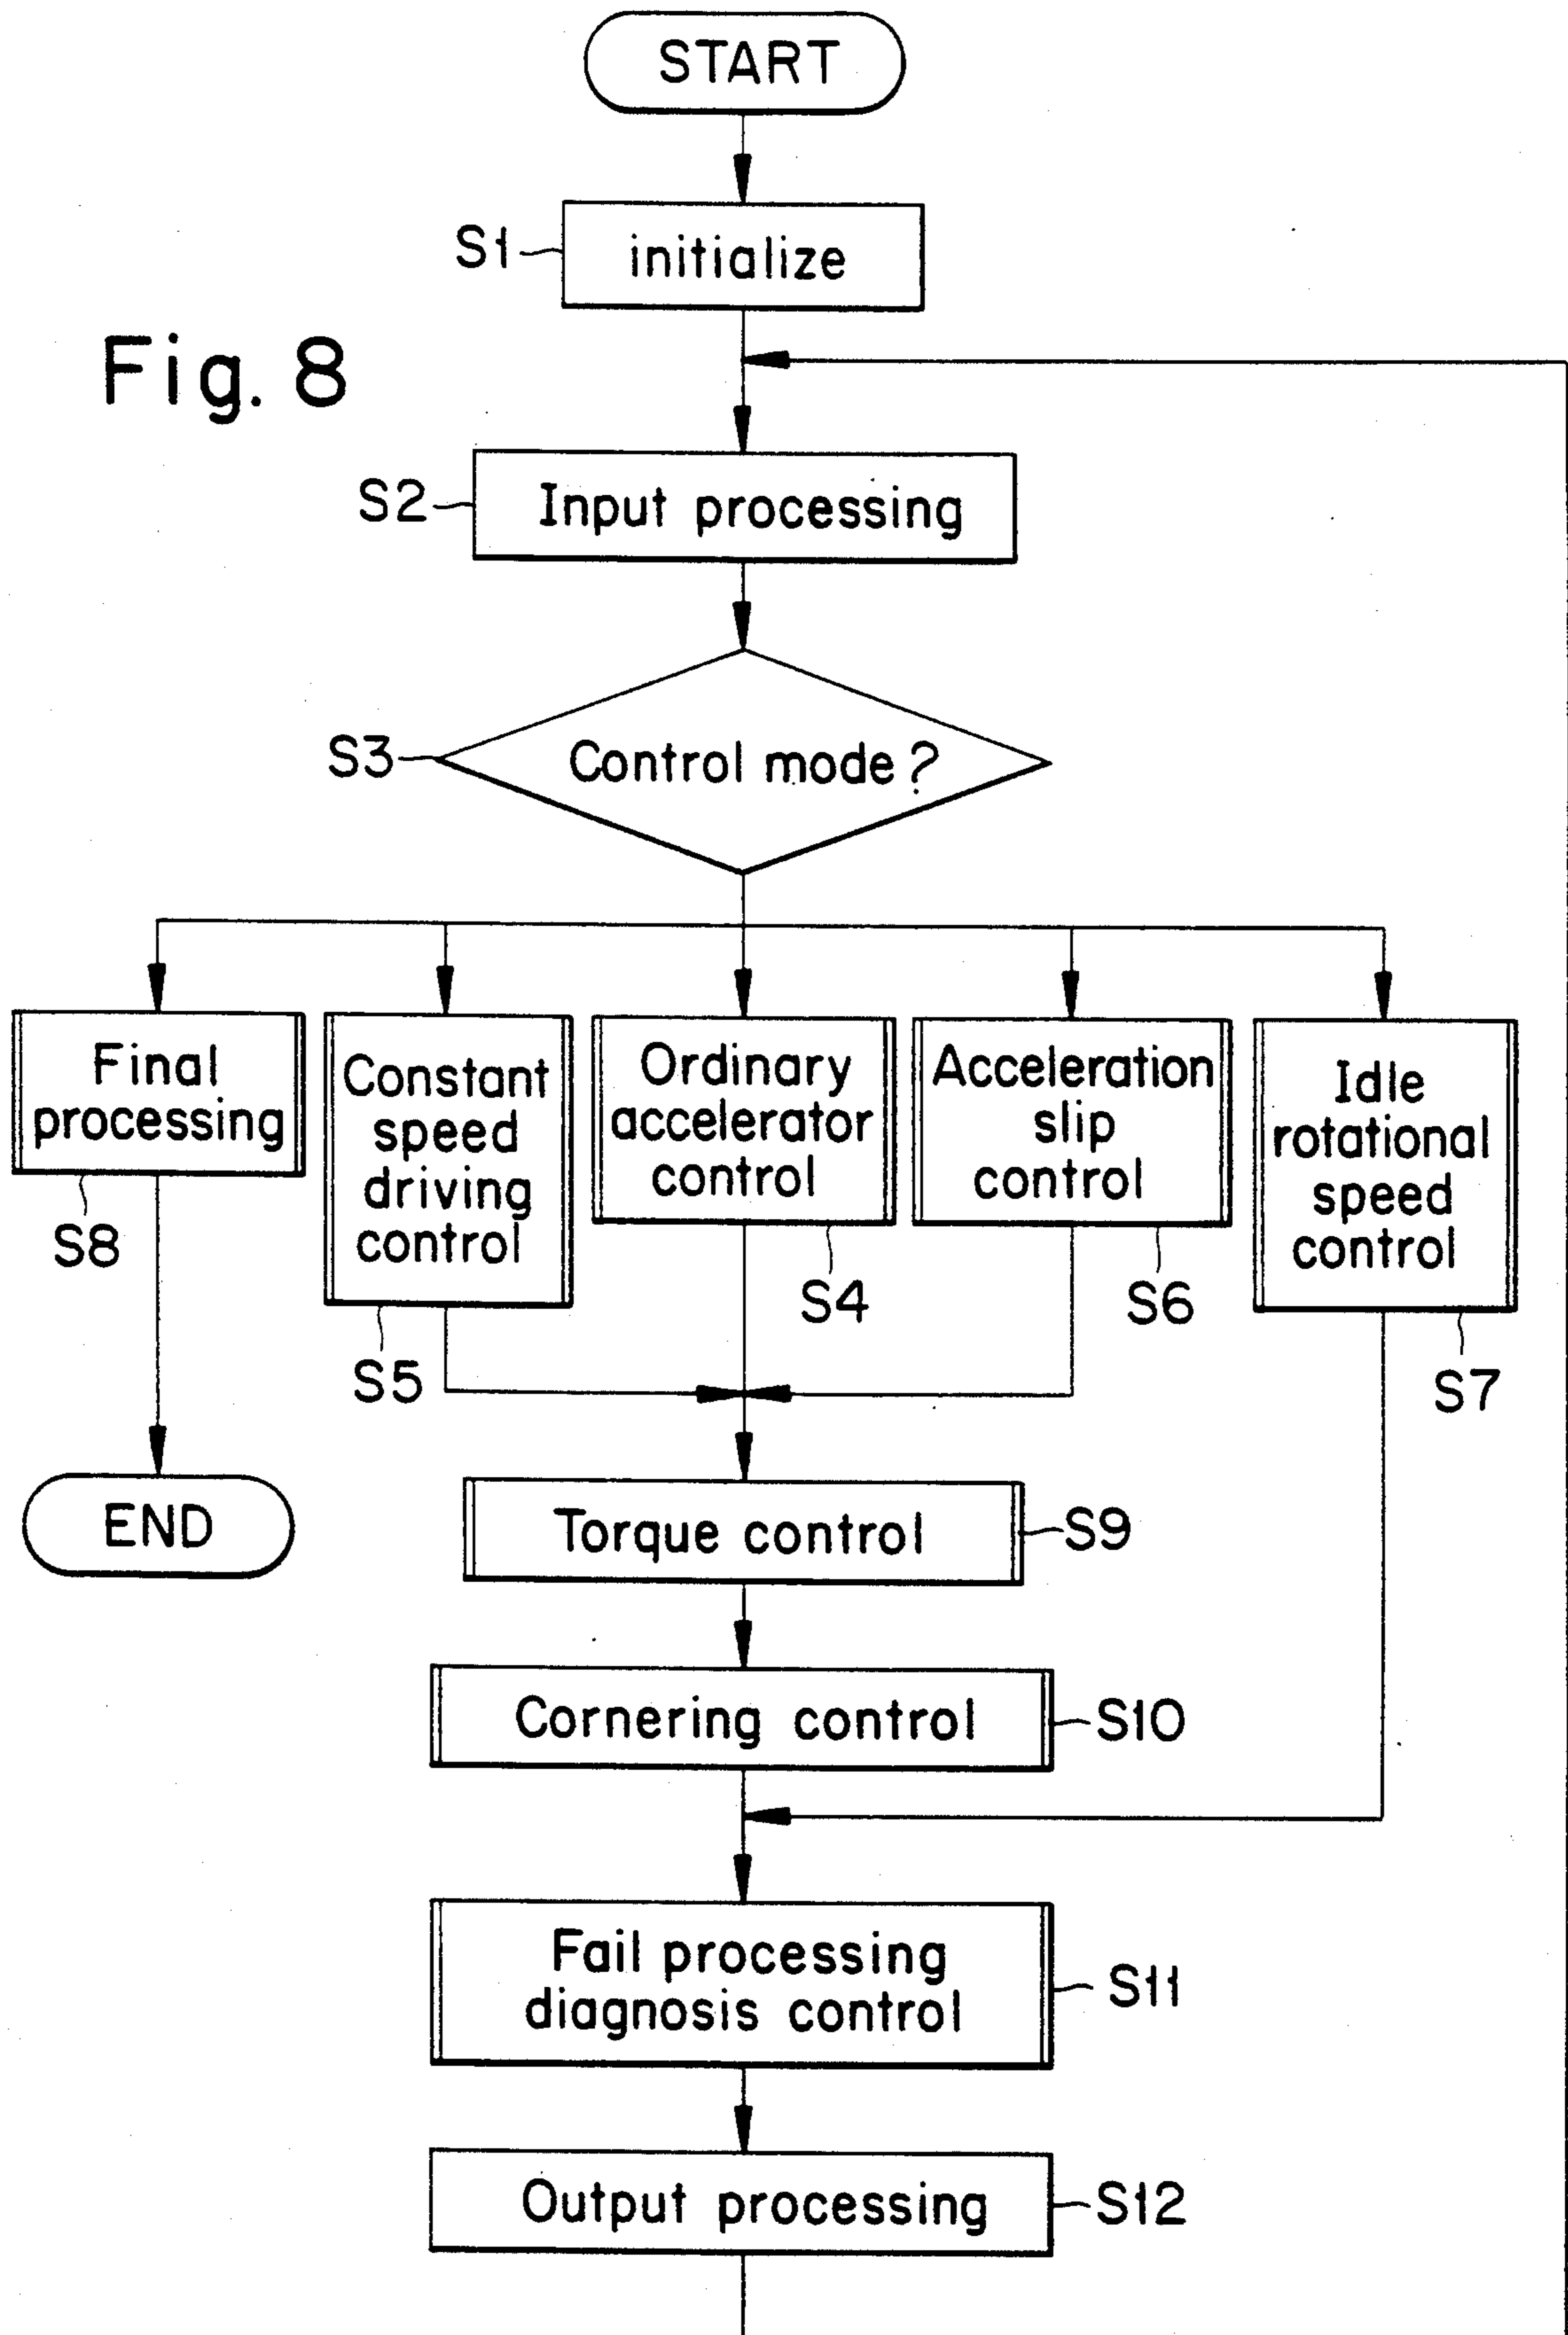 START
S1
initialize
Fig. 8
S2
Input processing
S3
Control mode?
Final
processing
S8
Constant
speed
driving
control
S5
Ordinary
accelerator
control
S4
Acceleration
slip
control
S6
Idle
rotational
speed
control
S7
END
Torque control
S9
Cornering control
S10
Fail processing
diagnosis control
S11
Output processing
S12